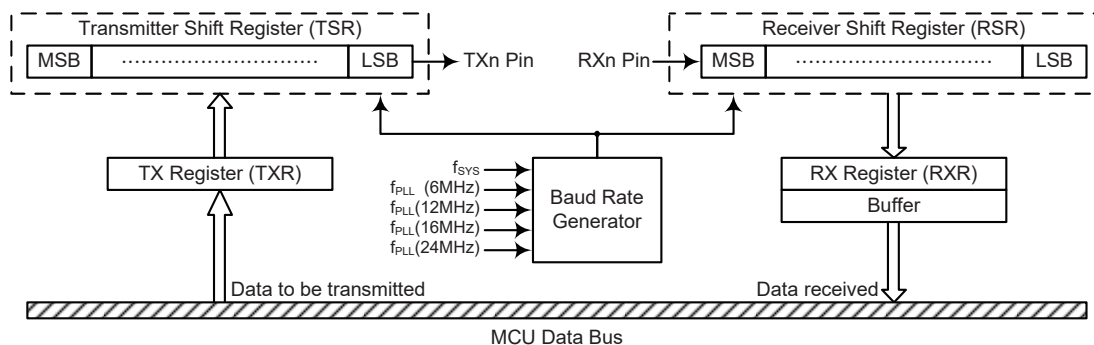 Transmitter Shift Register (TSR)
MSB ………………………… LSB
TXn Pin
RXn Pin
Receiver Shift Register (RSR)
MSB ………………………… LSB
TX Register (TXR)
fSYS
fPLL (6MHz)
fPLL(12MHz)
fPLL(16MHz)
fPLL(24MHz)
Baud Rate
Generator
RX Register (RXR)
Buffer
Data to be transmitted
Data received
MCU Data Bus